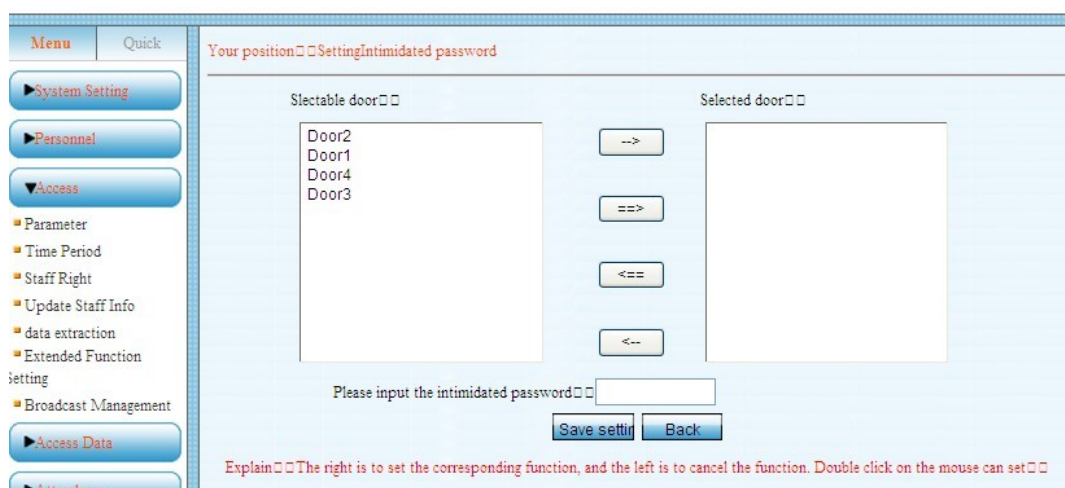 Menu
Quick
Your position□□SettingIntimidated password
System Setting
Personnel
Access
Parameter
Time Period
Staff Right
Update Staff Info
data extraction
Extended Function
Setting
Broadcast Management
Access Data
Slectable door□□
Selected door□□
Door2
Door1
Door4
Door3
-->
==>
<==
<--
Please input the intimidated password□□
Save settin
Back
Explain□□The right is to set the corresponding function, and the left is to cancel the function. Double click on the mouse can set□□